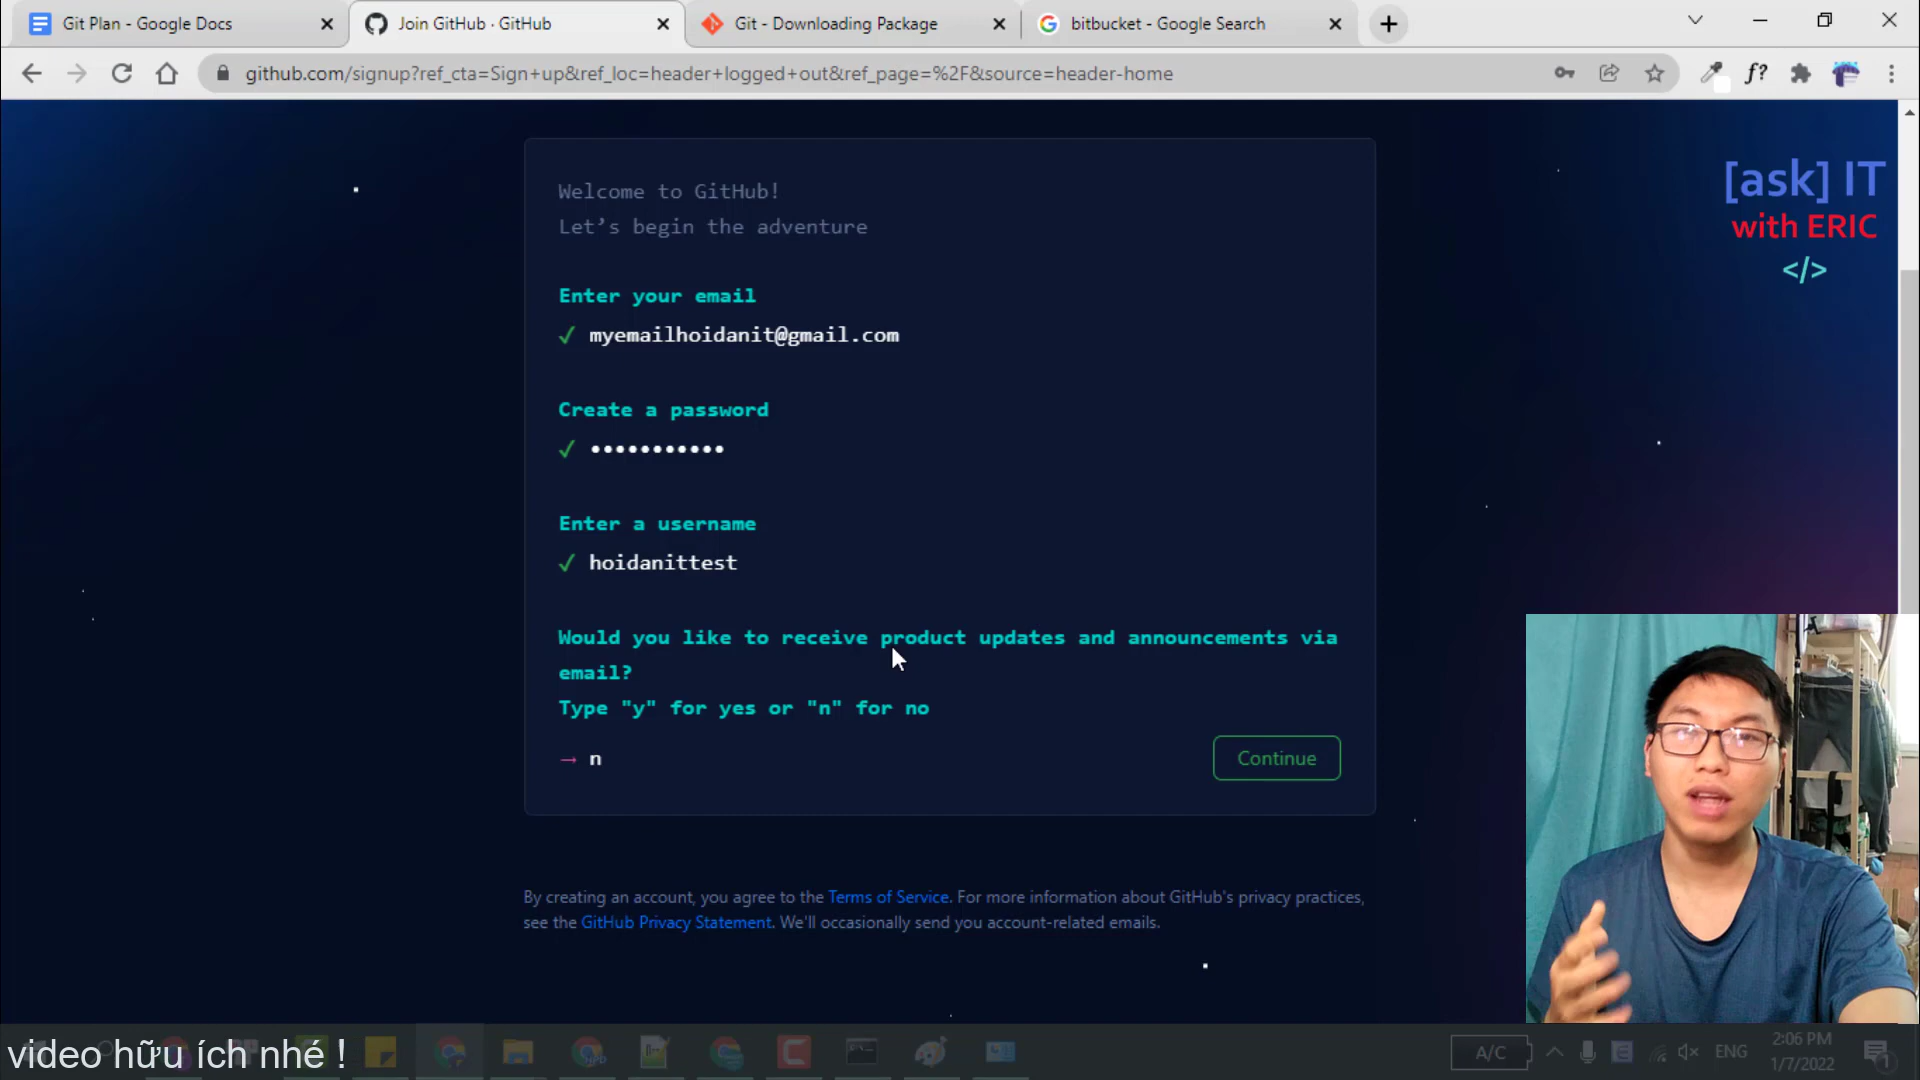 Git Plan - Google Docs
Join GitHub · GitHub
Git - Downloading Package
bitbucket - Google Search
github.com/signup?ref_cta=Sign+up&ref_loc=header+logged+out&ref_page=%2F&source=header-home
f?
[ask] IT
with ERIC
</>
Welcome to GitHub!
Let’s begin the adventure
Enter your email
✓ myemailhoidanit@gmail.com
Create a password
✓ •••••••••••
Enter a username
✓ hoidanittest
Would you like to receive product updates and announcements via
email?
Type "y" for yes or "n" for no
→ n
Continue
By creating an account, you agree to the Terms of Service. For more information about GitHub's privacy practices,
see the GitHub Privacy Statement. We'll occasionally send you account-related emails.
video hữu ích nhé !
A/C
ENG
2:06 PM
1/7/2022
1